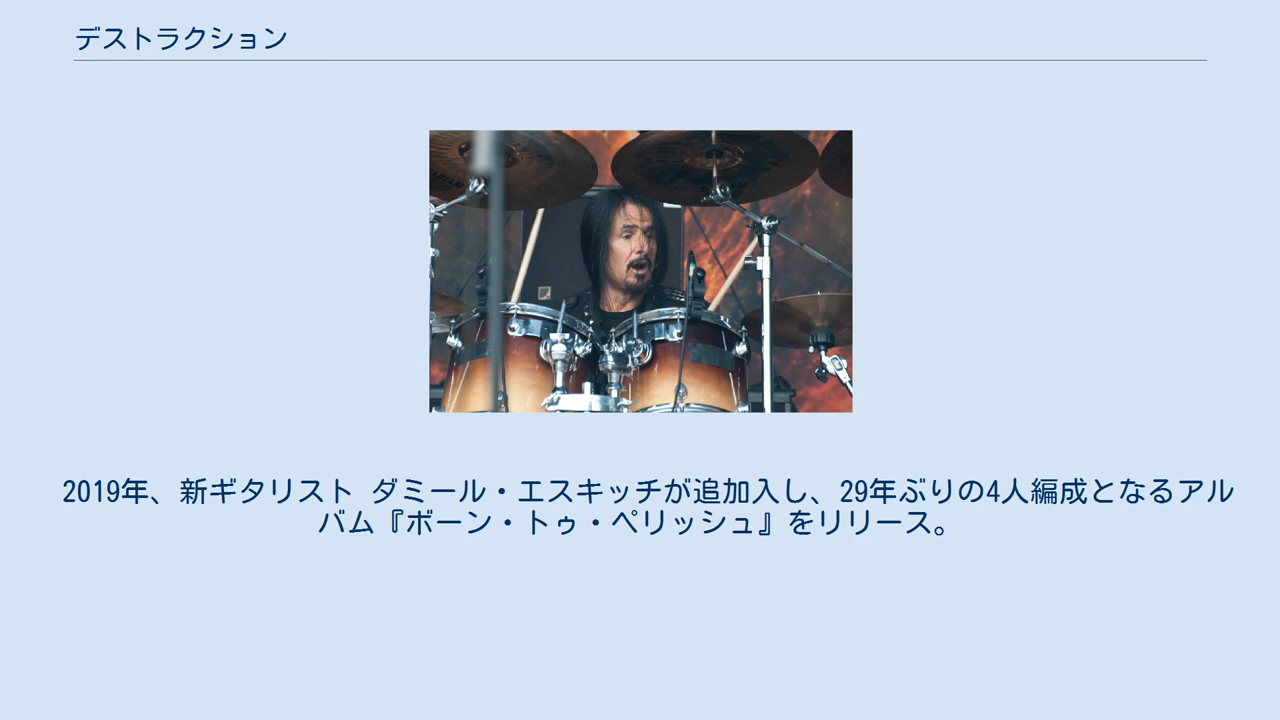 デストラクション
2019年、新ギタリスト ダミール・エスキッチが追加入し、29年ぶりの4人編成となるアル
バム『ボーン・トゥ・ペリッシュ』をリリース。